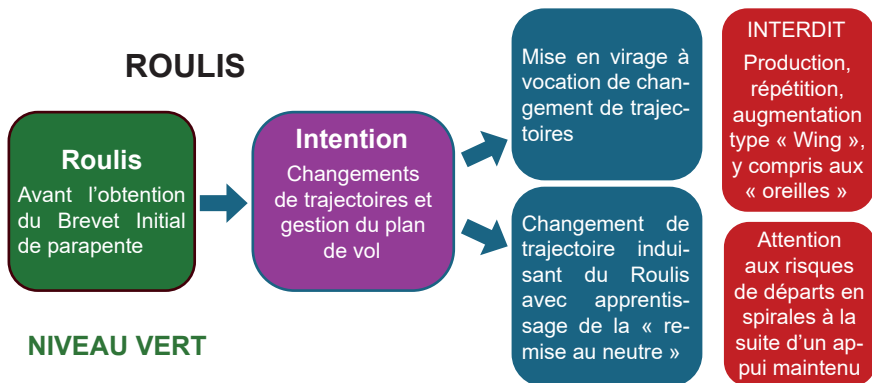 ROULIS
Roulis
Avant l'obtention
du Brevet Initial
de parapente
NIVEAU VERT
Intention
Changements
de trajectoires et
gestion du plan
de vol
Mise en virage à
vocation de chan-
gement de trajec-
toires
Changement de
trajectoire indui-
sant du Roulis
avec apprentis-
sage de la « re-
mise au neutre »
INTERDIT
Production,
répétition,
augmentation
type « Wing »,
y compris aux
« oreilles »
Attention
aux risques
de départs en
spirales à la
suite d'un ap-
pui maintenu